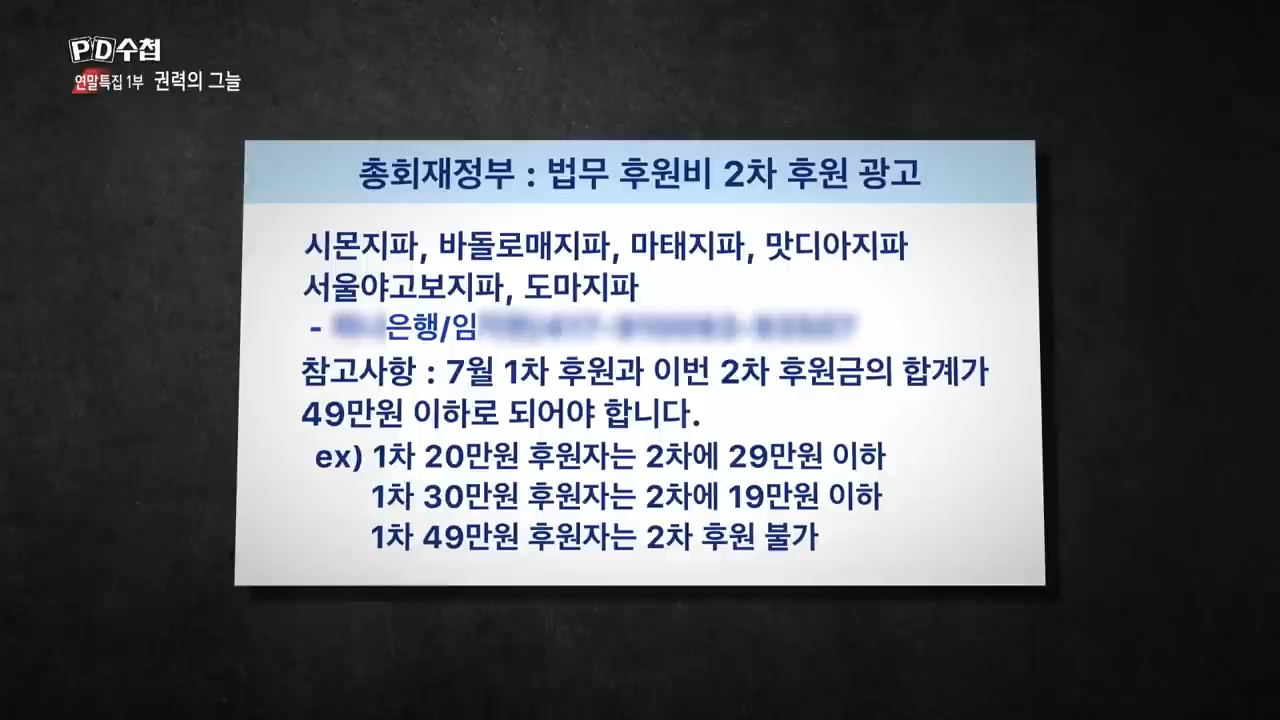 PD수첩
연말특집 1부 권력의 그늘
총회재정부 : 법무 후원비 2차 후원 광고
시몬지파, 바돌로매지파, 마태지파, 맛디아지파
서울야고보지파, 도마지파
- 은행/임
참고사항 : 7월 1차 후원과 이번 2차 후원금의 합계가
49만원 이하로 되어야 합니다.
ex) 1차 20만원 후원자는 2차에 29만원 이하
1차 30만원 후원자는 2차에 19만원 이하
1차 49만원 후원자는 2차 후원 불가